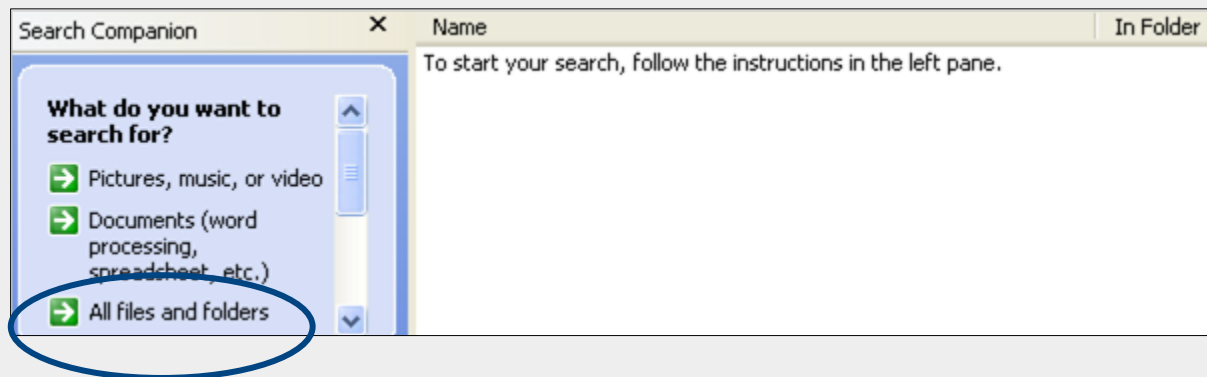 Search Companion
Name
In Folder
To start your search, follow the instructions in the left pane.
What do you want to
search for?
Pictures, music, or video
Documents (word
processing,
spreadsheet, etc.)
All files and folders